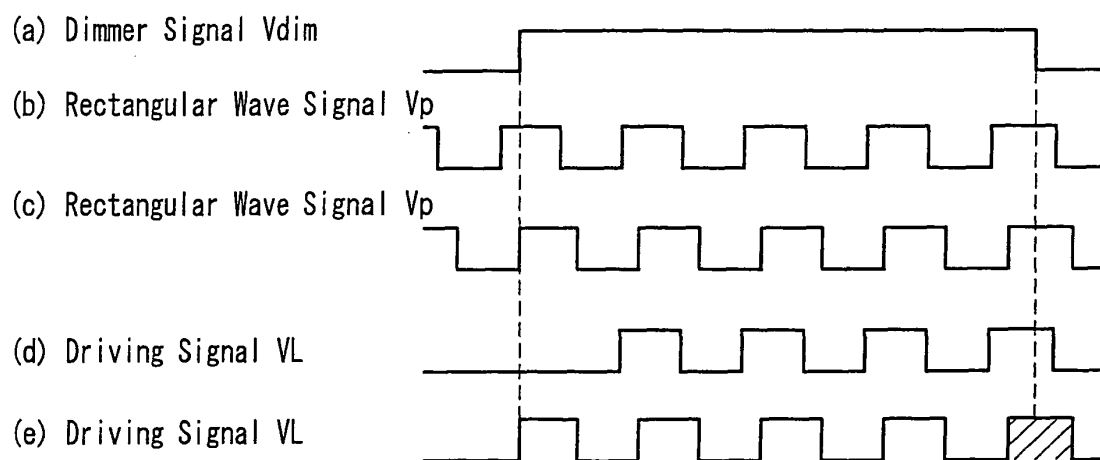 (a) Dimmer Signal Vdim
(b) Rectangular Wave Signal Vp
(c) Rectangular Wave Signal Vp
(d) Driving Signal VL
(e) Driving Signal VL